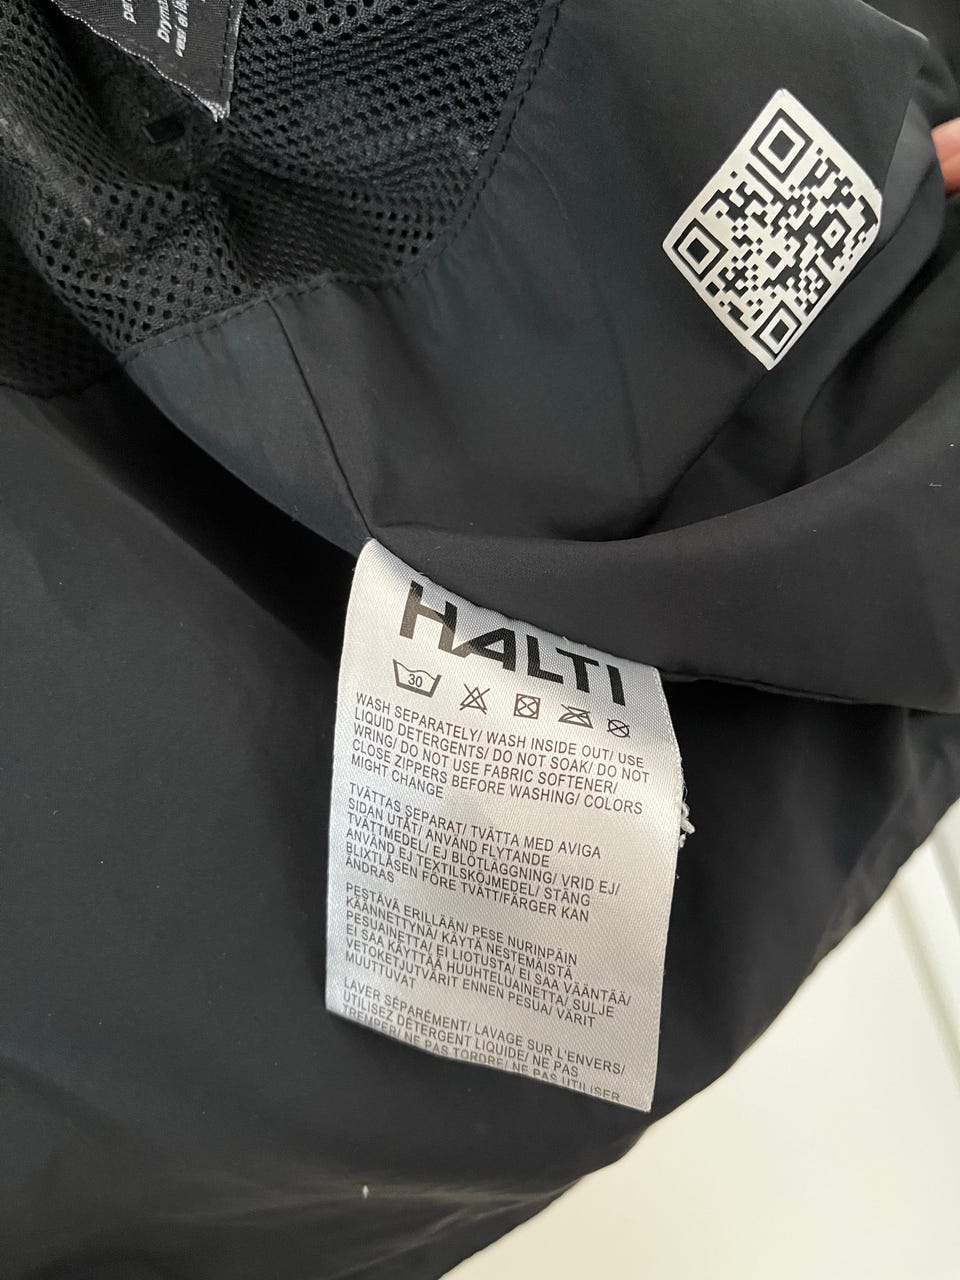 HALTI
30
WASH SEPARATELY/ WASH INSIDE OUT/ USE
LIQUID DETERGENTS/ DO NOT SOAK/ DO NOT
WRING/ DO NOT USE FABRIC SOFTENER/
CLOSE ZIPPERS BEFORE WASHING/ COLORS
MIGHT CHANGE
TVÄTTAS SEPARAT/ TVÄTTA MED AVIGA
SIDAN UTÅT/ ANVÄND FLYTANDE
TVÄTTMEDEL/ EJ BLÖTLÄGGNING/ VRID EJ/
ANVÄND EJ TEXTILSKÖJMEDEL/ STÄNG
BLIXTLÅSEN FÖRE TVÄTT/FÄRGER KAN
ÄNDRAS
PESTÄVÄ ERILLÄÄN/ PESE NURINPÄIN
KÄÄNNETTYNÄ/ KÄYTÄ NESTEMÄISTÄ
PESUAINETTA/ EI LIOTUSTA/ EI SAA VÄÄNTÄÄ/
EI SAA KÄYTTÄÄ HUUHTELUAINETTA/ SULJE
VETOKETJUTVÄRIT ENNEN PESUA/ VÄRIT
MUUTTUVAT
LAVER SÉPARÉMENT/ LAVAGE SUR L'ENVERS/
UTILISEZ DÉTERGENT LIQUIDE/ NE PAS
TREMPER/ NE PAS TORDRE/ NE PAS UTILISER